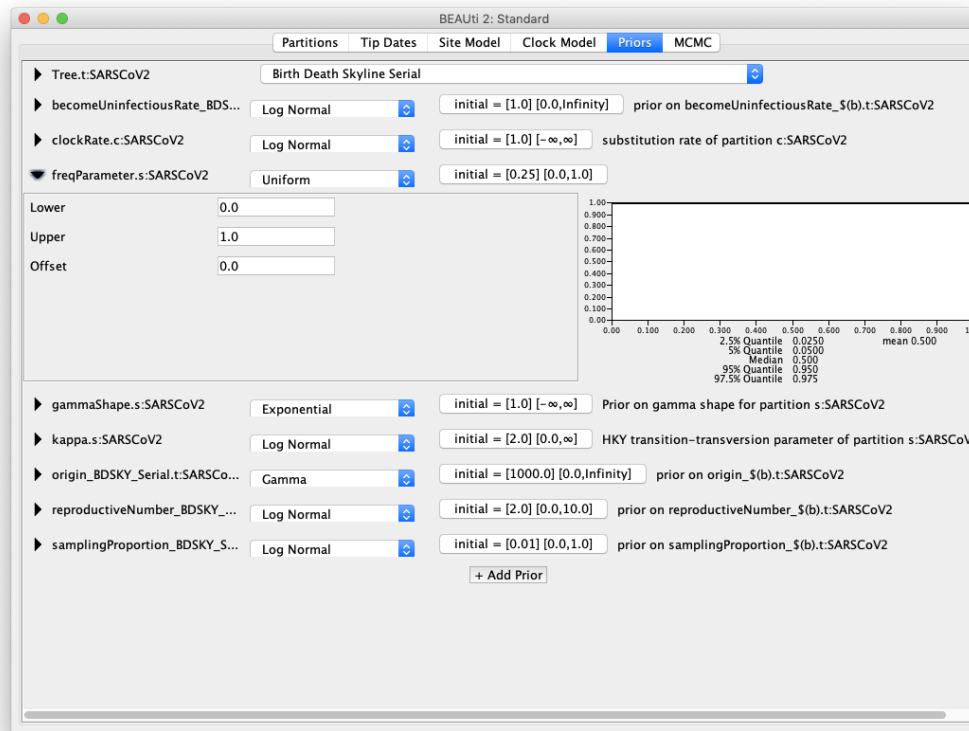 BEAUti 2: Standard
Partitions Tip Dates Site Model Clock Model Priors MCMC
Tree.t:SARSCoV2 Birth Death Skyline Serial
becomeUninfectiousRate_BDS... Log Normal initial = [1.0] [0.0,Infinity] prior on becomeUninfectiousRate_$(b).t:SARSCoV2
clockRate.c:SARSCoV2 Log Normal initial = [1.0] [-∞,∞] substitution rate of partition c:SARSCoV2
freqParameter.s:SARSCoV2 Uniform initial = [0.25] [0.0,1.0]
Lower 0.0
Upper 1.0
Offset 0.0
1.00
0.900
0.800
0.700
0.600
0.500
0.400
0.300
0.200
0.100
0.00
0.00 0.100 0.200 0.300 0.400 0.500 0.600 0.700 0.800 0.900
2.5% Quantile 0.0250 mean 0.500
5% Quantile 0.0500
Median 0.500
95% Quantile 0.950
97.5% Quantile 0.975
gammaShape.s:SARSCoV2 Exponential initial = [1.0] [-∞,∞] Prior on gamma shape for partition s:SARSCoV2
kappa.s:SARSCoV2 Log Normal initial = [2.0] [0.0,∞] HKY transition-transversion parameter of partition s:SARSCoV
origin_BDSKY_Serial.t:SARSCo... Gamma initial = [1000.0] [0.0,Infinity] prior on origin_$(b).t:SARSCoV2
reproductiveNumber_BDSKY_... Log Normal initial = [2.0] [0.0,10.0] prior on reproductiveNumber_$(b).t:SARSCoV2
samplingProportion_BDSKY_S... Log Normal initial = [0.01] [0.0,1.0] prior on samplingProportion_$(b).t:SARSCoV2
+ Add Prior